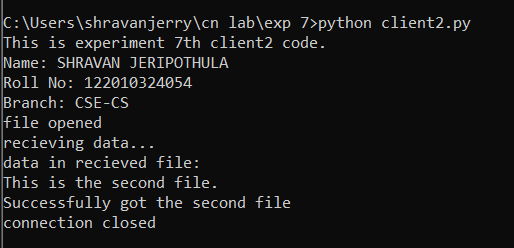 C:\Users\shravanjerry\cn lab\exp 7>python client2.py
This is experiment 7th client2 code.
Name: SHRAVAN JERIPOTHULA
Roll No: 122010324054
Branch: CSE-CS
file opened
recieving data...
data in recieved file:
This is the second file.
Successfully got the second file
connection closed